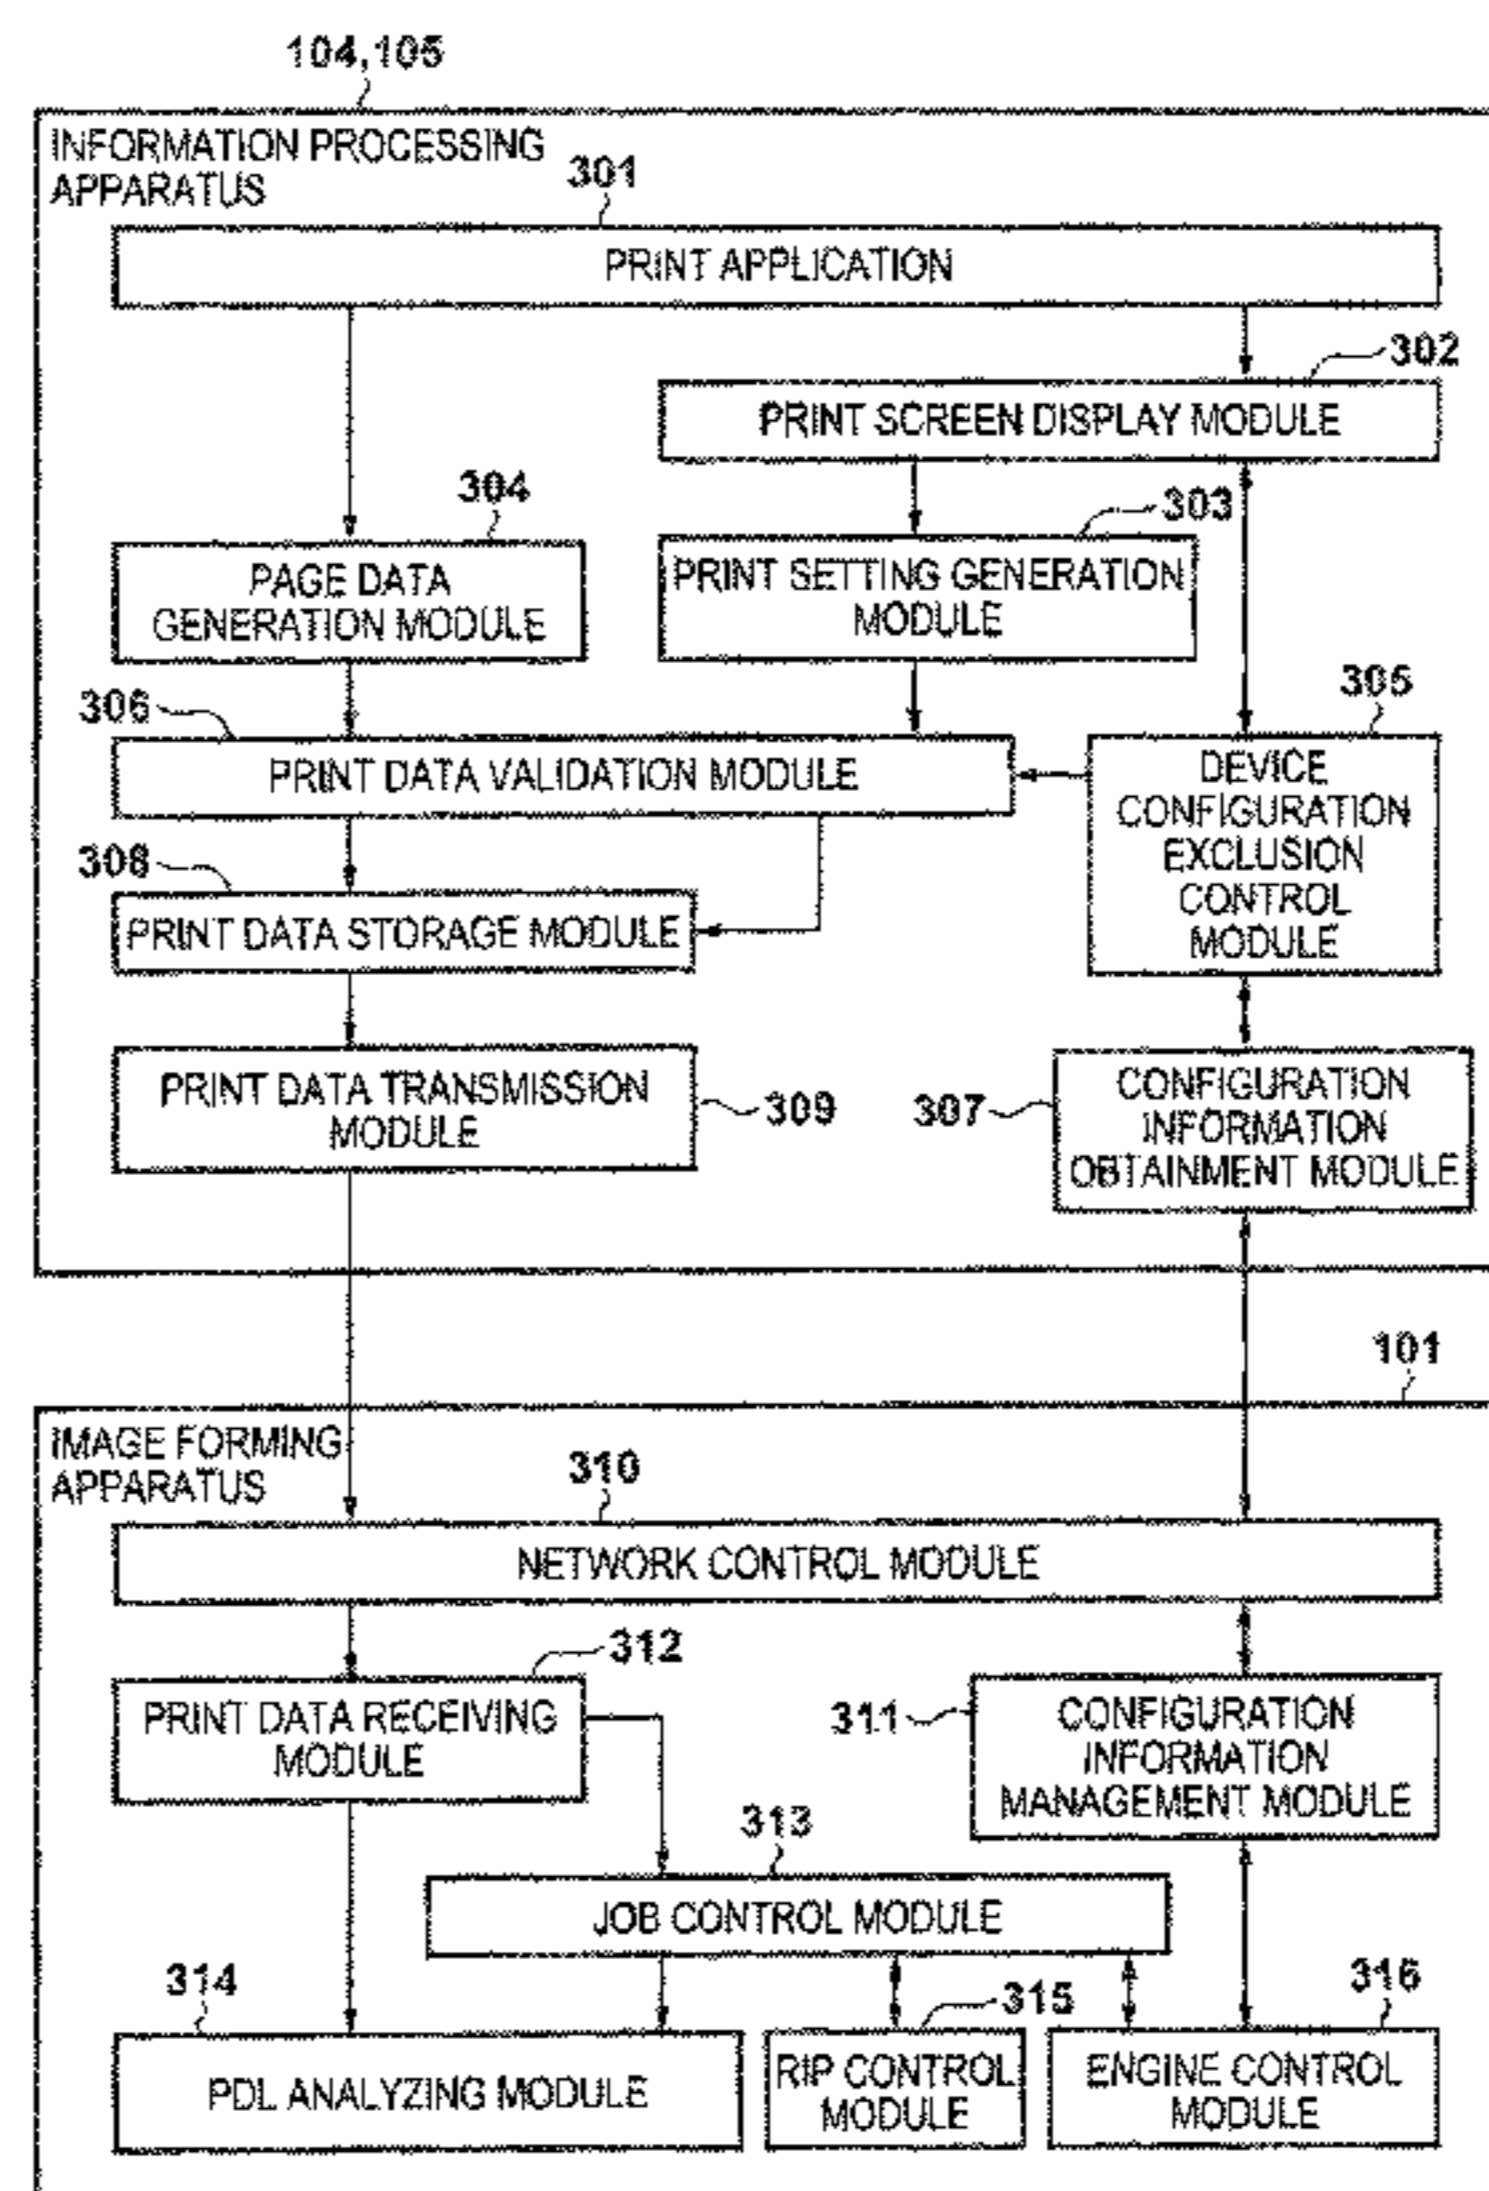 104,105
INFORMATION PROCESSING
APPARATUS
301
PRINT APPLICATION
302
PRINT SCREEN DISPLAY MODULE
304
303
PAGE DATA
GENERATION MODULE
PRINT SETTING GENERATION
MODULE
306
305
PRINT DATA VALIDATION MODULE
DEVICE
CONFIGURATION
EXCLUSION
CONTROL
MODULE
308
PRINT DATA STORAGE MODULE
PRINT DATA TRANSMISSION
MODULE
309
307
CONFIGURATION
INFORMATION
OBTAINMENT MODULE
101
IMAGE FORMING
APPARATUS
310
NETWORK CONTROL MODULE
312
PRINT DATA RECEIVING
MODULE
311
CONFIGURATION
INFORMATION
MANAGEMENT MODULE
313
JOB CONTROL MODULE
314
315
316
PDL ANALYZING MODULE
RIP CONTROL
MODULE
ENGINE CONTROL
MODULE